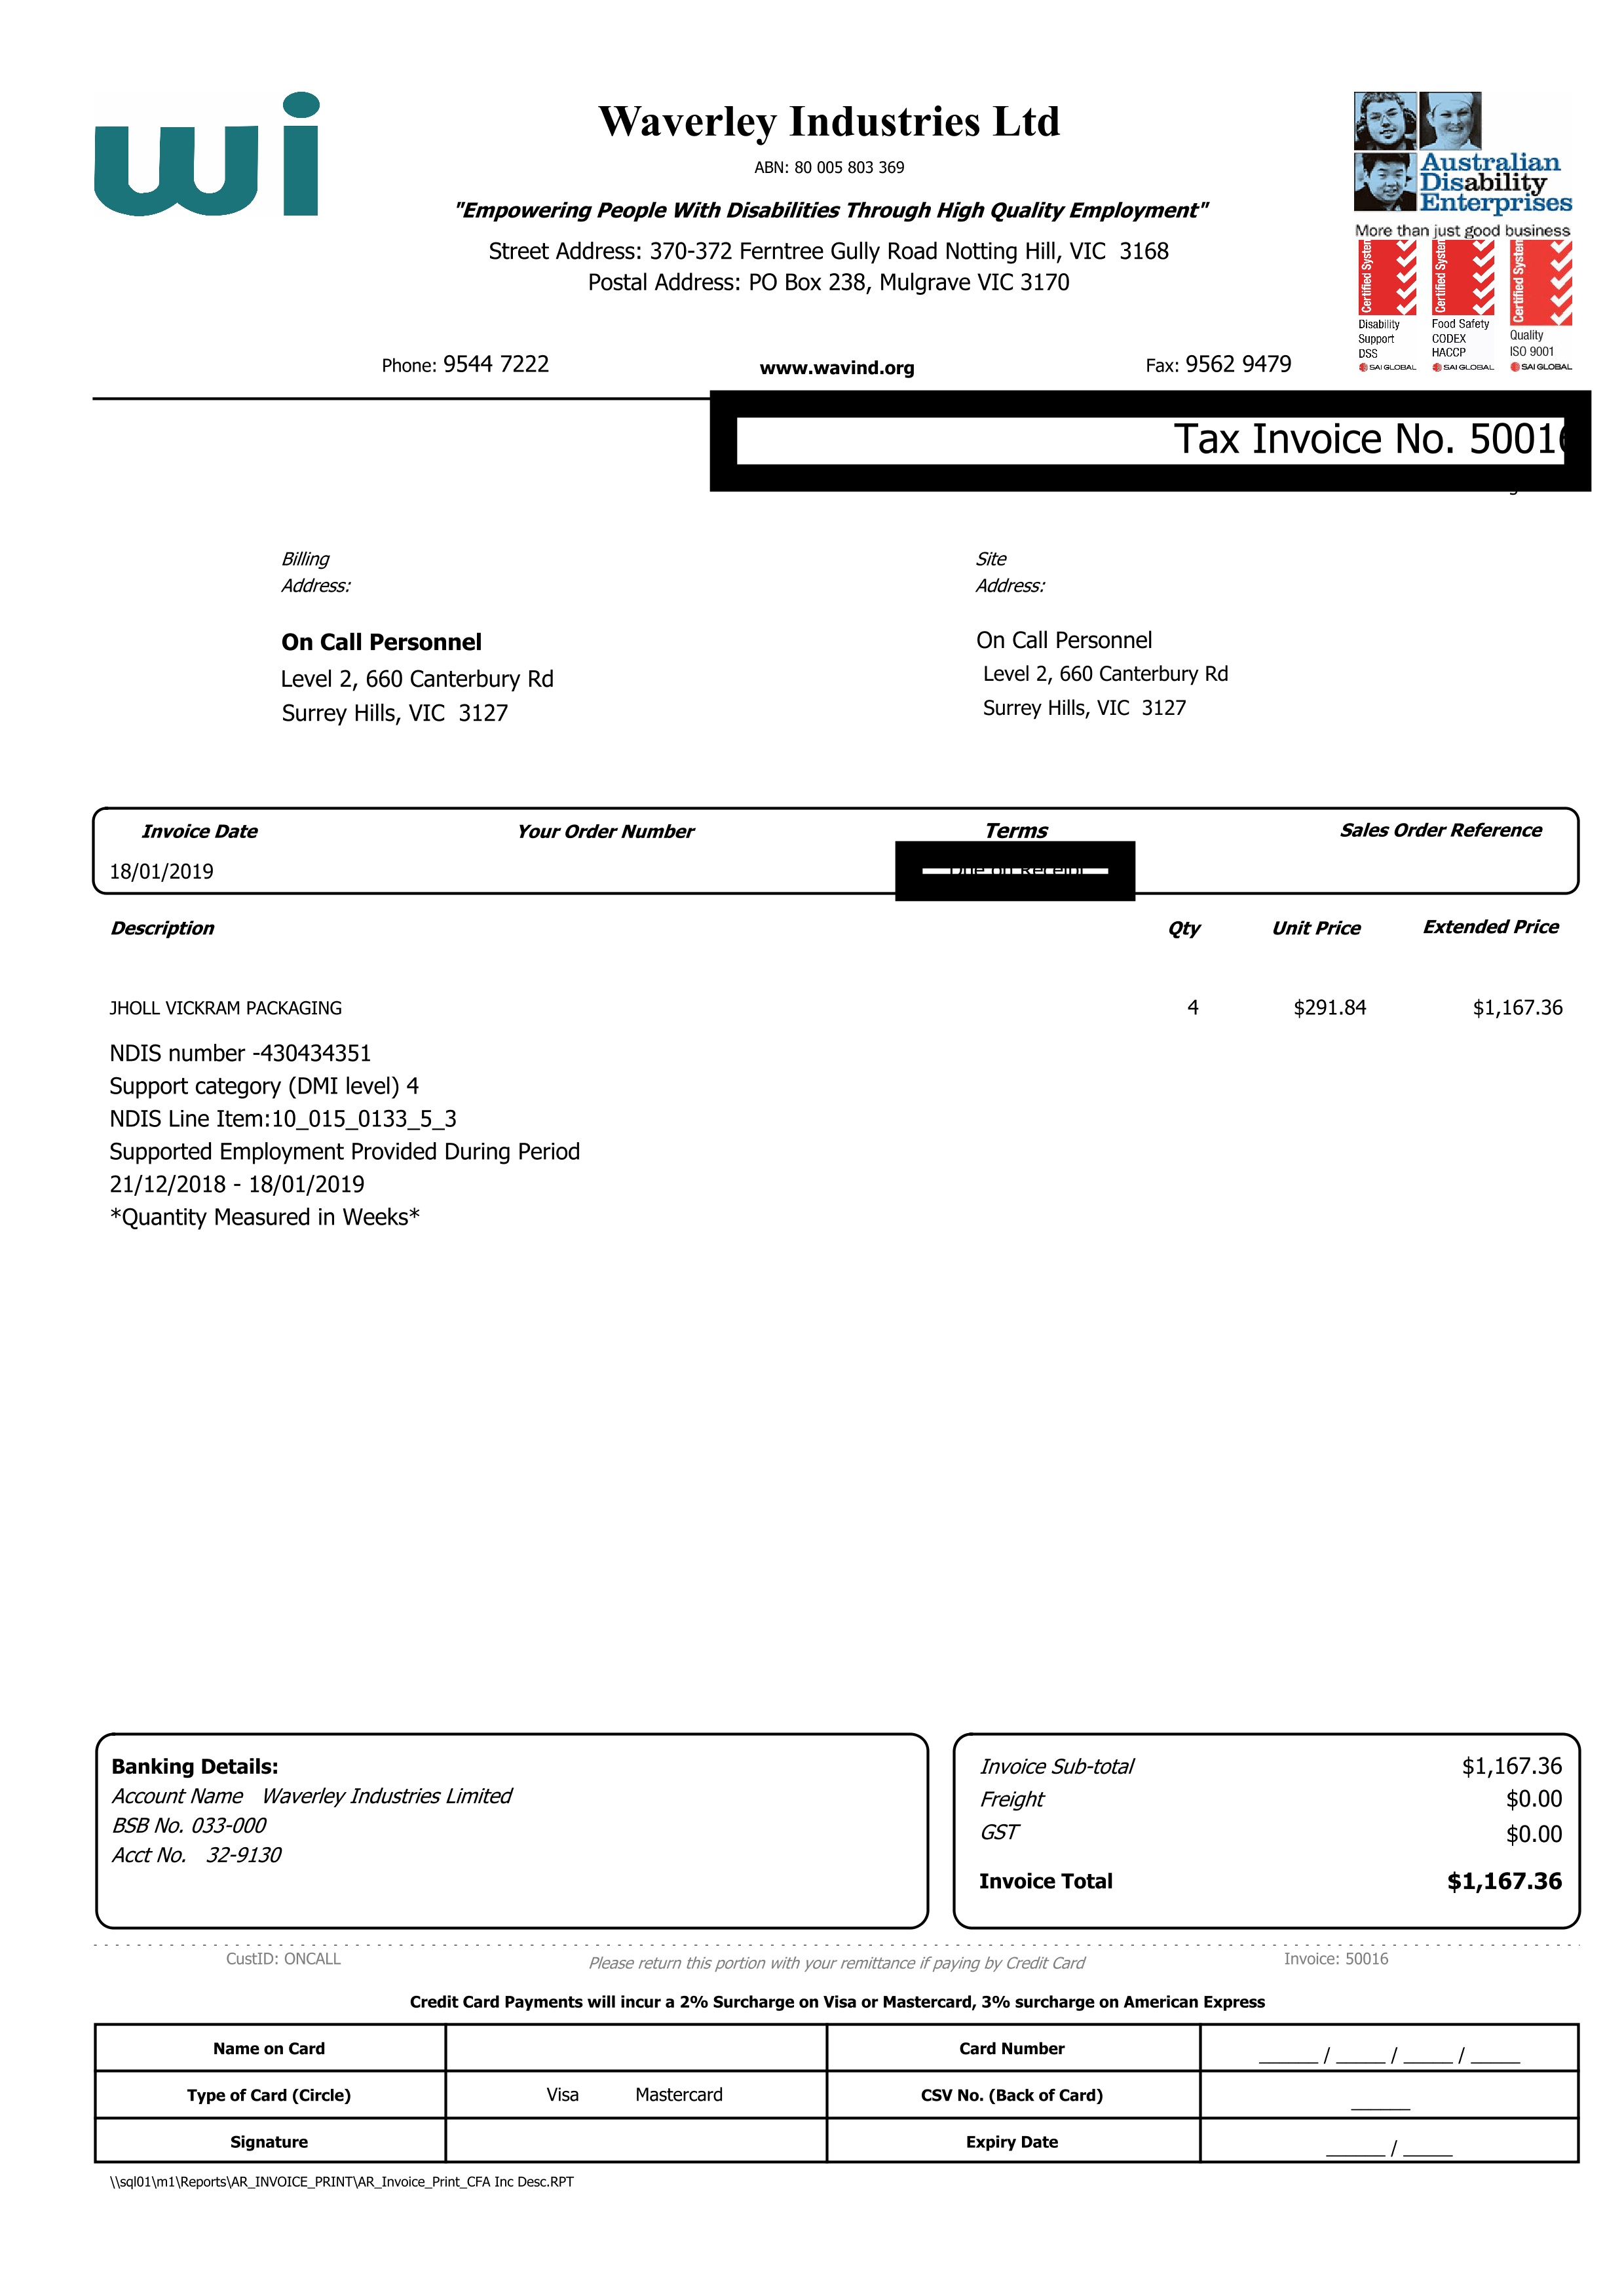 wi
Waverley Industries Ltd
ABN: 80 005 803 369
"Empowering People With Disabilities Through High Quality Employment"
Street Address: 370-372 Ferntree Gully Road Notting Hill, VIC 3168
Postal Address: PO Box 238, Mulgrave VIC 3170
Phone: 9544 7222 www.wavind.org Fax: 9562 9479
Australian
Disability
Enterprises
More than just good business
Certified System Certified System Certified System
Disability Support DSS
Food Safety CODEX HACCP
Quality ISO 9001
SAI GLOBAL SAI GLOBAL SAI GLOBAL
Tax Invoice No. 50016
Billing
Address:
On Call Personnel
Level 2, 660 Canterbury Rd
Surrey Hills, VIC 3127
Site
Address:
On Call Personnel
Level 2, 660 Canterbury Rd
Surrey Hills, VIC 3127
Invoice Date Your Order Number Terms Sales Order Reference
18/01/2019 Due on Receipt
Description Qty Unit Price Extended Price
JHOLL VICKRAM PACKAGING 4 $291.84 $1,167.36
NDIS number -430434351
Support category (DMI level) 4
NDIS Line Item:10_015_0133_5_3
Supported Employment Provided During Period
21/12/2018 - 18/01/2019
*Quantity Measured in Weeks*
Banking Details:
Account Name Waverley Industries Limited
BSB No. 033-000
Acct No. 32-9130
Invoice Sub-total $1,167.36
Freight $0.00
GST $0.00
Invoice Total $1,167.36
CustID: ONCALL Please return this portion with your remittance if paying by Credit Card Invoice: 50016
Credit Card Payments will incur a 2% Surcharge on Visa or Mastercard, 3% surcharge on American Express
Name on Card Card Number ______ / _____ / _____ / _____
Type of Card (Circle) Visa Mastercard CSV No. (Back of Card) ______
Signature Expiry Date ______ / _____
\\sql01\m1\Reports\AR_INVOICE_PRINT\AR_Invoice_Print_CFA Inc Desc.RPT